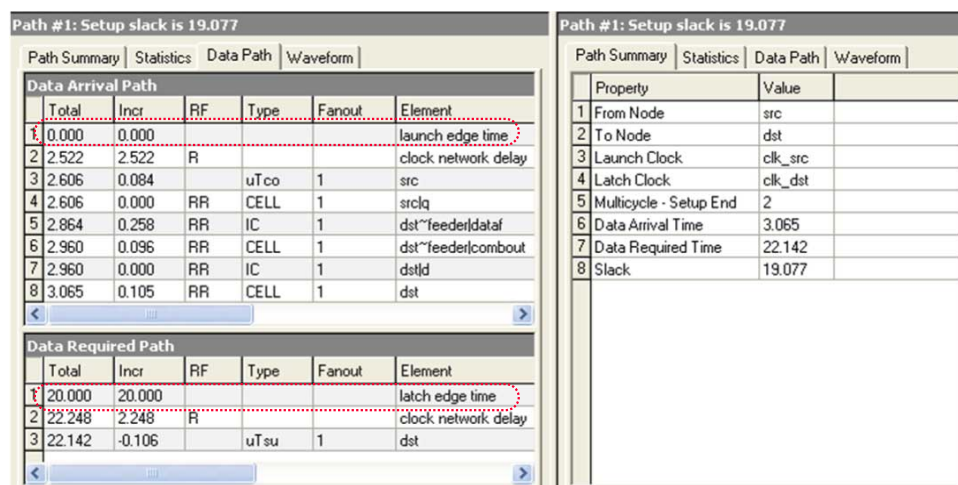 Path #1: Setup slack is 19.077
Path Summary Statistics Data Path Waveform
Data Arrival Path
Total Incr RF Type Fanout Element
1 0.000 0.000 launch edge time
2 2.522 2.522 R clock network delay
3 2.606 0.084 uTco 1 src
4 2.606 0.000 RR CELL 1 src|q
5 2.864 0.258 RR IC 1 dst~feeder|dataf
6 2.960 0.096 RR CELL 1 dst~feeder|combout
7 2.960 0.000 RR IC 1 dst|d
8 3.065 0.105 RR CELL 1 dst
Data Required Path
Total Incr RF Type Fanout Element
1 20.000 20.000 latch edge time
2 22.248 2.248 R clock network delay
3 22.142 -0.106 uTsu 1 dst
Path #1: Setup slack is 19.077
Path Summary Statistics Data Path Waveform
Property Value
1 From Node src
2 To Node dst
3 Launch Clock clk_src
4 Latch Clock clk_dst
5 Multicycle - Setup End 2
6 Data Arrival Time 3.065
7 Data Required Time 22.142
8 Slack 19.077